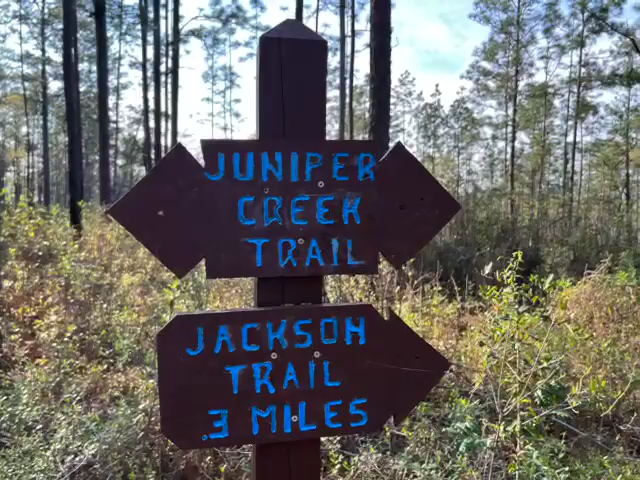 JUNIPER
CREEK
TRAIL
JACKSON
TRAIL
.3 MILES